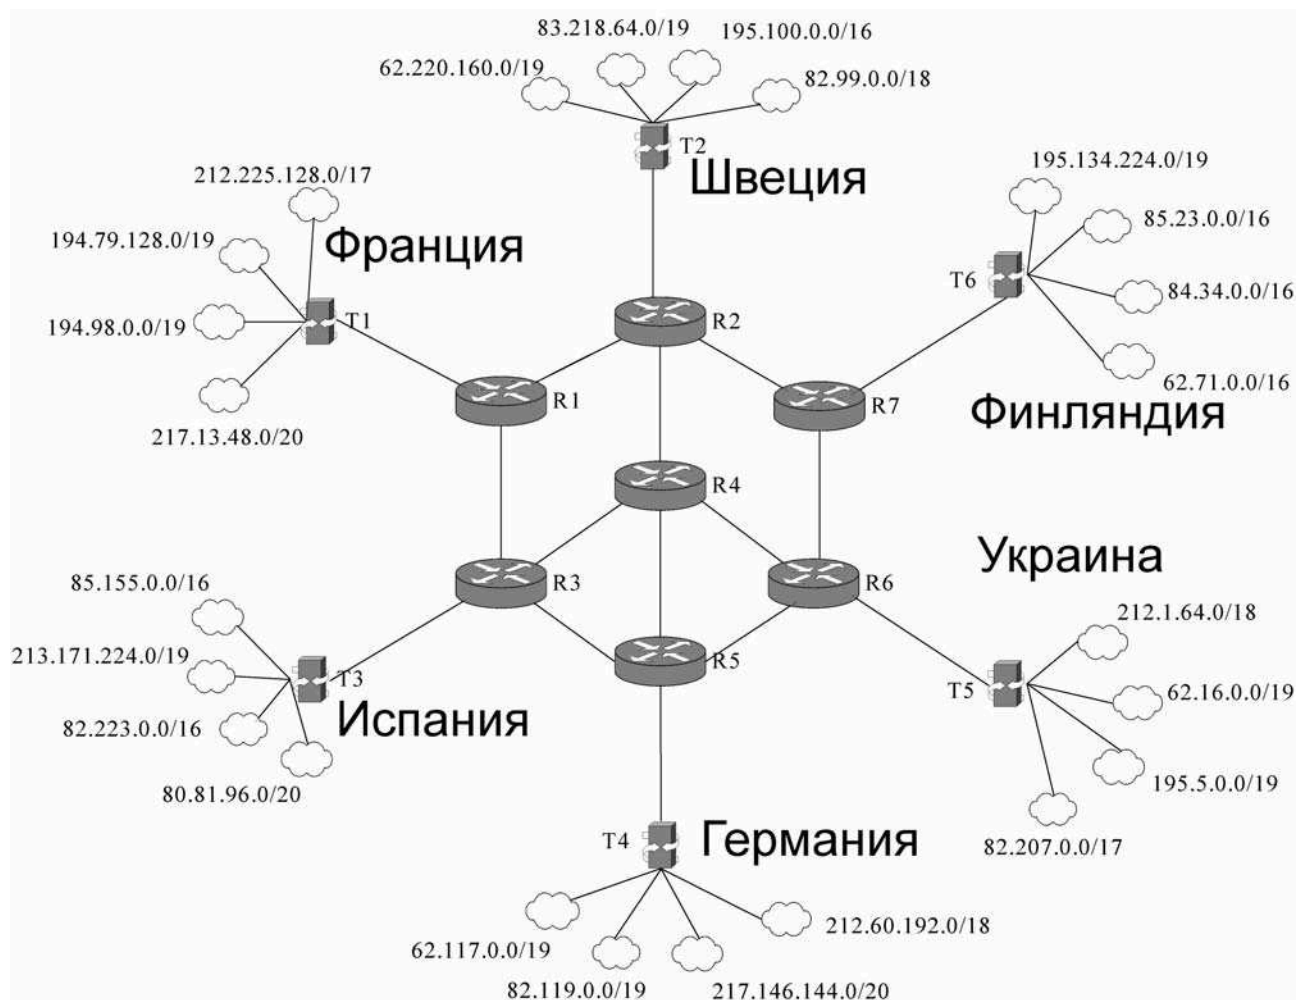 83.218.64.0/19
195.100.0.0/16
62.220.160.0/19
82.99.0.0/18
T2
Швеция
195.134.224.0/19
212.225.128.0/17
85.23.0.0/16
194.79.128.0/19
Франция
T6
84.34.0.0/16
194.98.0.0/19
T1
R2
62.71.0.0/16
R1
R7
Финляндия
217.13.48.0/20
R4
Украина
85.155.0.0/16
R3
R6
212.1.64.0/18
213.171.224.0/19
T3
R5
T5
62.16.0.0/19
82.223.0.0/16
Испания
195.5.0.0/19
80.81.96.0/20
T4
Германия
82.207.0.0/17
212.60.192.0/18
62.117.0.0/19
82.119.0.0/19
217.146.144.0/20